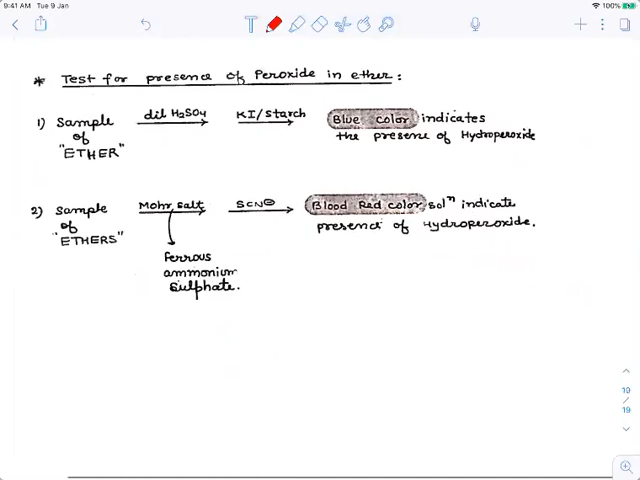 9:41 AM Tue 9 Jan
100%
* Test for presence of Peroxide in ether :
1) Sample of "ETHER" dil H₂SO₄ KI/Starch Blue color indicates the presence of Hydroperoxide
2) Sample of "ETHERS" Mohr salt SCN⊖ Blood Red color solⁿ indicate presence of Hydroperoxide.
Ferrous
ammonium
Sulphate.
19
/
19